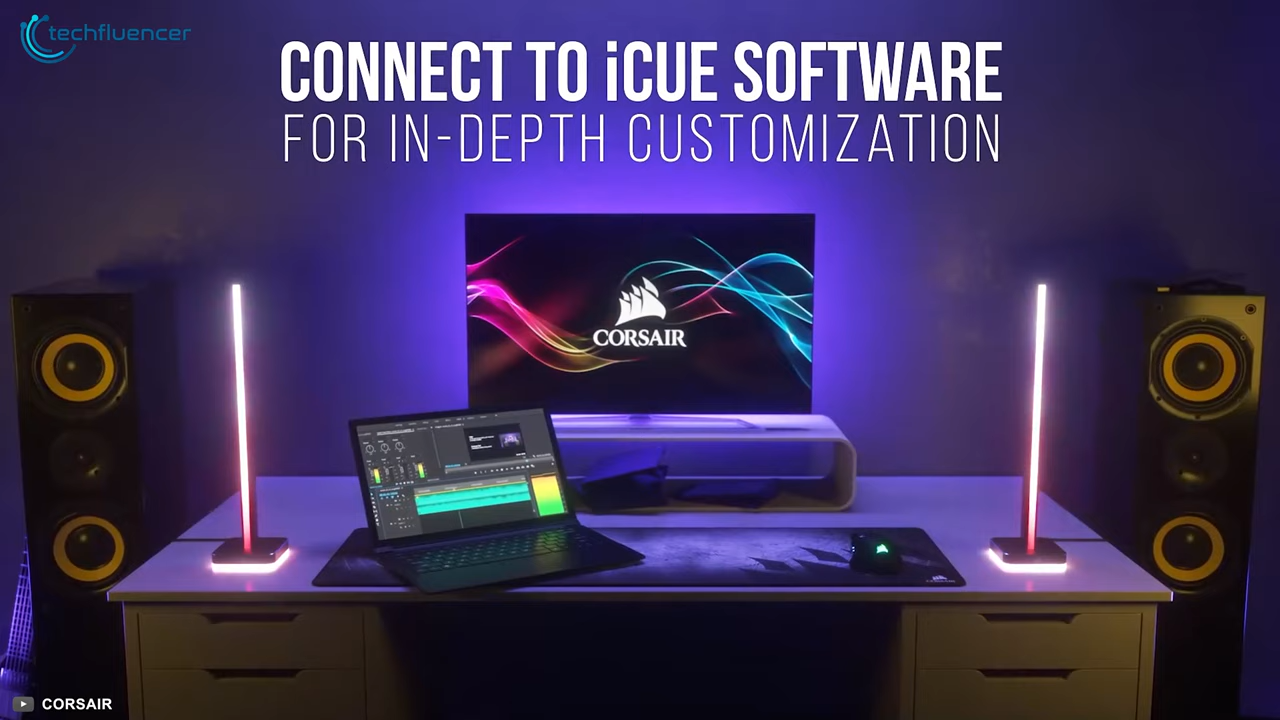 techfluencer
CONNECT TO iCUE SOFTWARE
FOR IN-DEPTH CUSTOMIZATION
CORSAIR
CORSAIR